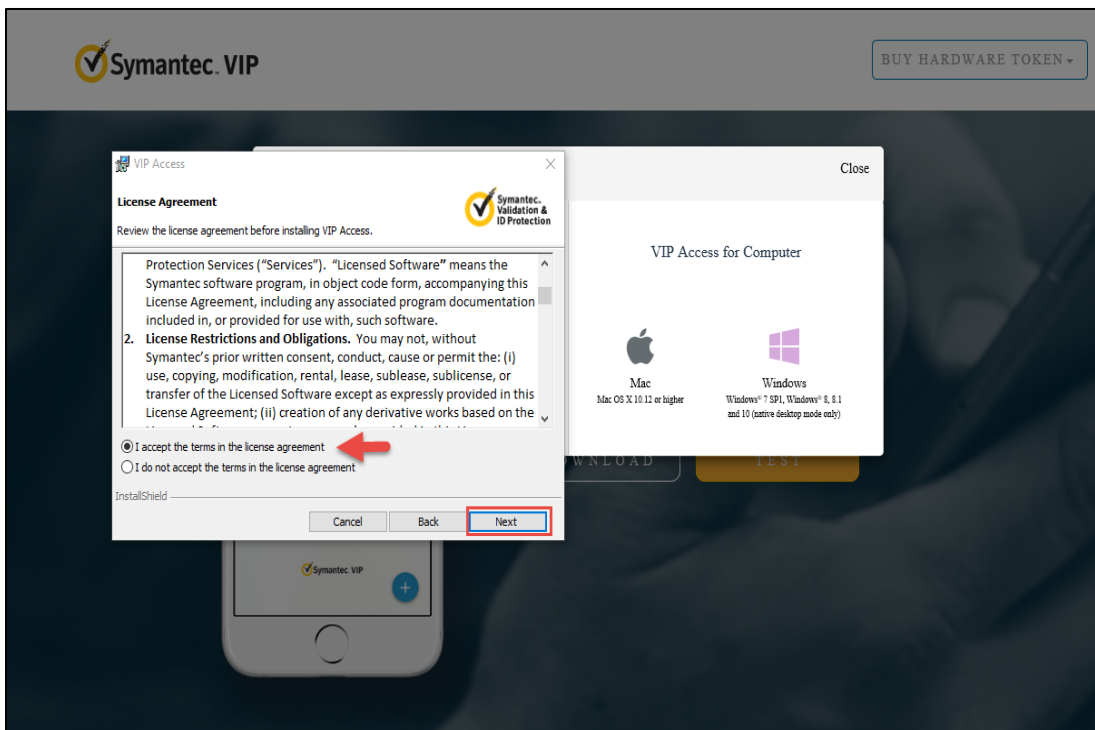 Symantec. VIP
BUY HARDWARE TOKEN
VIP Access
Close
License Agreement
Symantec.
Validation &
ID Protection
Review the license agreement before installing VIP Access.
Protection Services (“Services”). “Licensed Software” means the
Symantec software program, in object code form, accompanying this
License Agreement, including any associated program documentation
included in, or provided for use with, such software.
2. License Restrictions and Obligations. You may not, without
Symantec’s prior written consent, conduct, cause or permit the: (i)
use, copying, modification, rental, lease, sublease, sublicense, or
transfer of the Licensed Software except as expressly provided in this
License Agreement; (ii) creation of any derivative works based on the
I accept the terms in the license agreement
I do not accept the terms in the license agreement
InstallShield
Cancel
Back
Next
VIP Access for Computer
Mac
Mac OS X 10.12 or higher
Windows
Windows® 7 SP1, Windows® 8, 8.1
and 10 (native desktop mode only)
WNLOAD
TEST
Symantec. VIP